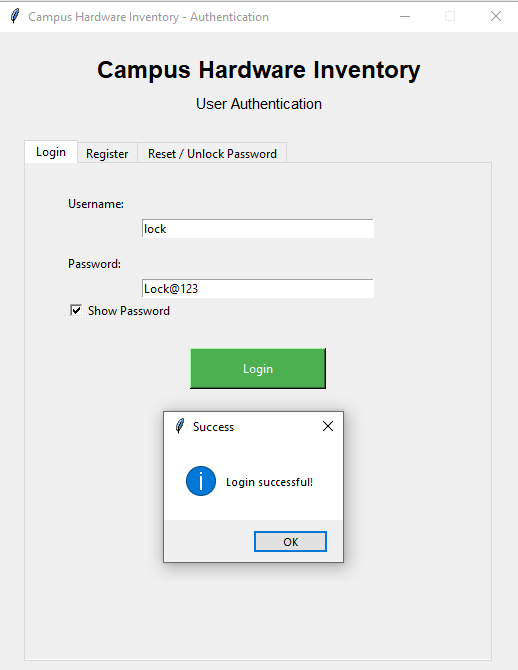 Campus Hardware Inventory - Authentication
Campus Hardware Inventory
User Authentication
Login Register Reset / Unlock Password
Username:
lock
Password:
Lock@123
Show Password
Login
Success
Login successful!
OK